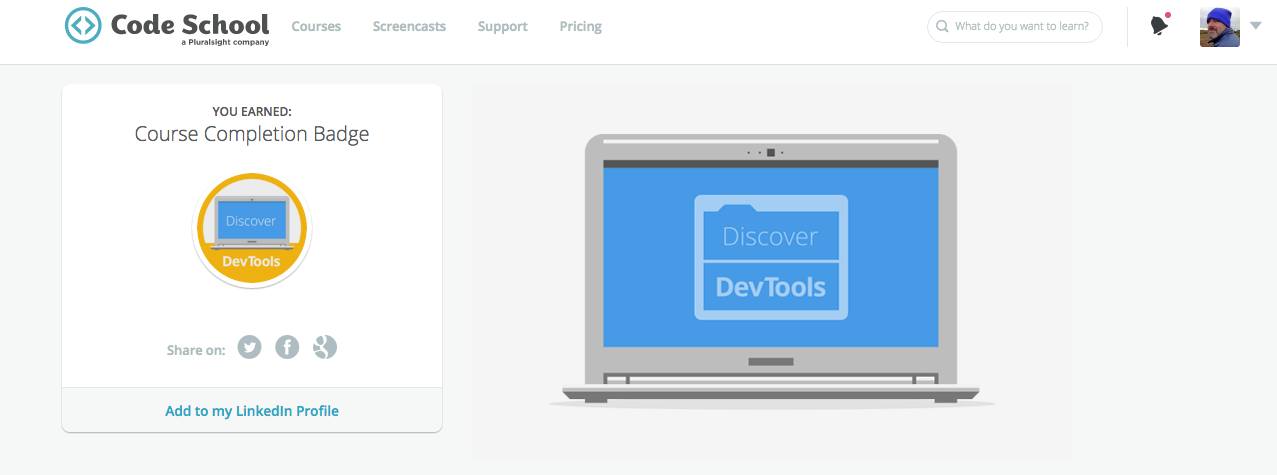 Code School
a Pluralsight company
Courses
Screencasts
Support
Pricing
What do you want to learn?
YOU EARNED:
Course Completion Badge
Discover
DevTools
Share on:
Add to my LinkedIn Profile
Discover
DevTools